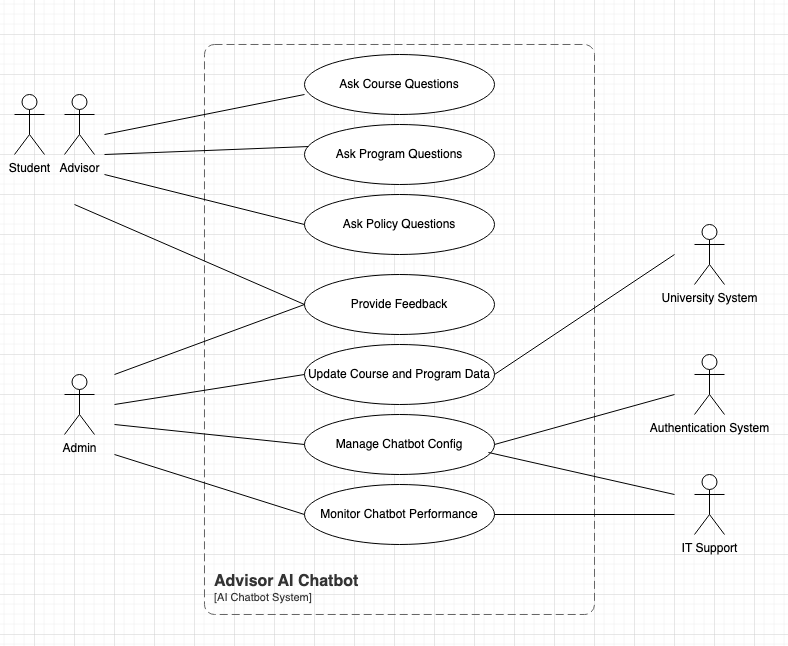 Ask Course Questions
Student
Advisor
Ask Program Questions
Ask Policy Questions
Provide Feedback
University System
Update Course and Program Data
Admin
Manage Chatbot Config
Authentication System
Monitor Chatbot Performance
IT Support
Advisor AI Chatbot
[AI Chatbot System]